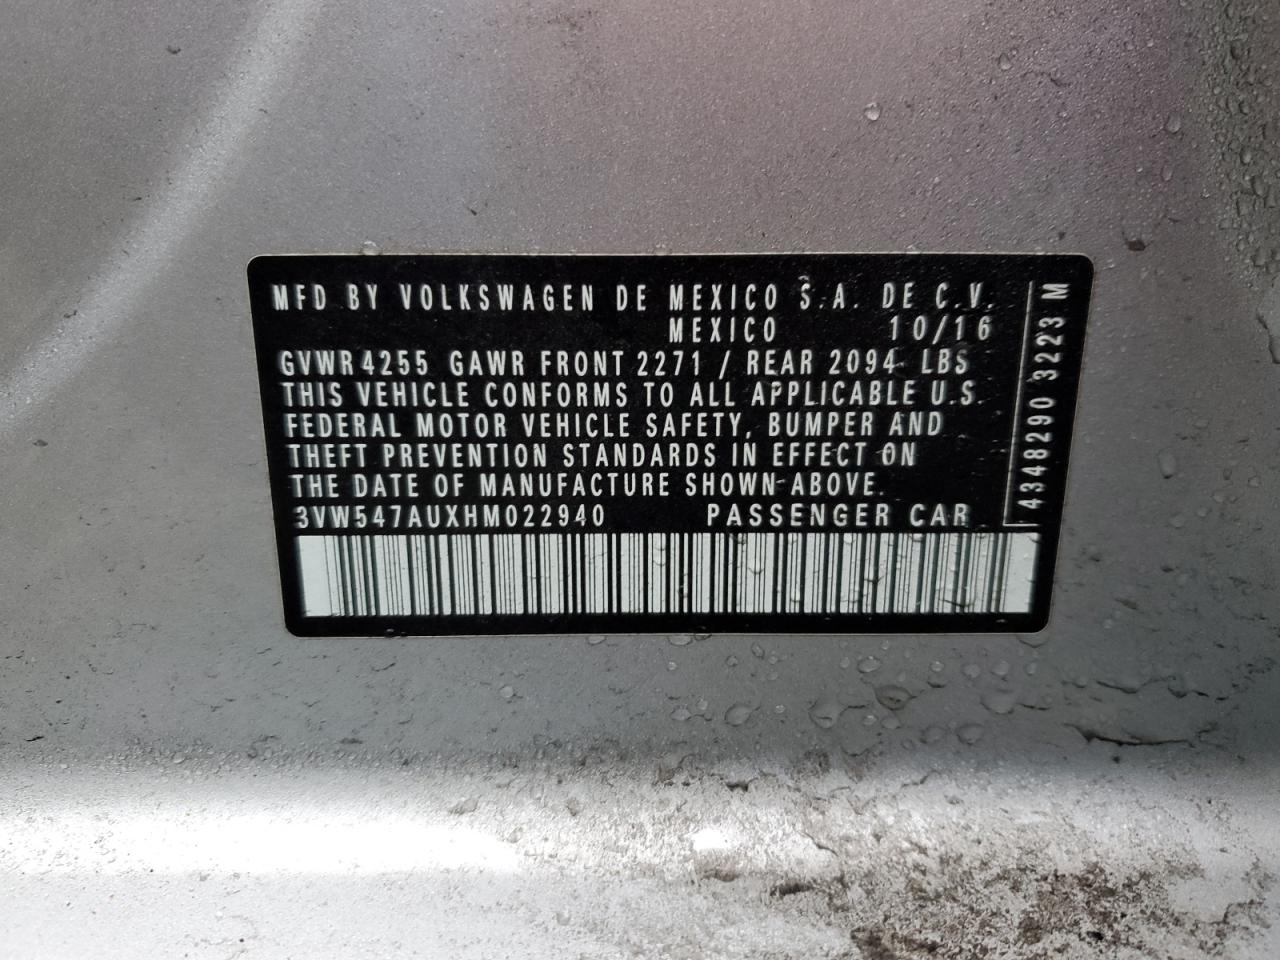 MFD BY VOLKSWAGEN DE MEXICO S.A. DE C.V.
MEXICO 10/16
GVWR 4255 GAWR FRONT 2271 / REAR 2094 LBS
THIS VEHICLE CONFORMS TO ALL APPLICABLE U.S.
FEDERAL MOTOR VEHICLE SAFETY, BUMPER AND
THEFT PREVENTION STANDARDS IN EFFECT ON
THE DATE OF MANUFACTURE SHOWN ABOVE.
3VW547AUXHM022940 PASSENGER CAR
4348290 3223 M